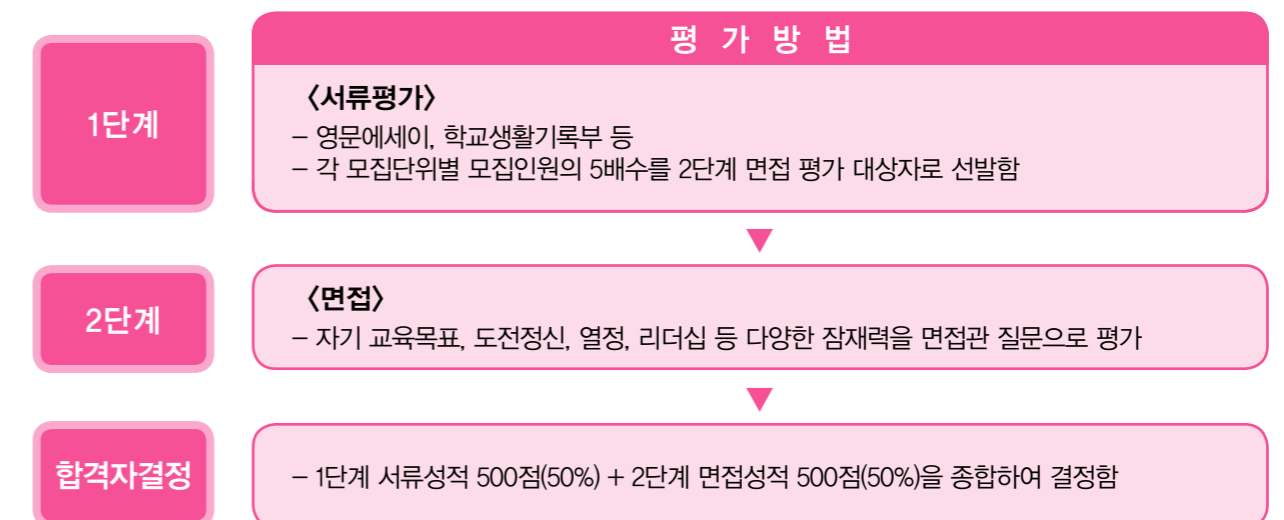 평 가 방 법
1단계
〈서류평가〉
– 영문에세이, 학교생활기록부 등
– 각 모집단위별 모집인원의 5배수를 2단계 면접 평가 대상자로 선발함
▼
2단계
〈면접〉
– 자기 교육목표, 도전정신, 열정, 리더십 등 다양한 잠재력을 면접관 질문으로 평가
▼
합격자결정
– 1단계 서류성적 500점(50%) + 2단계 면접성적 500점(50%)을 종합하여 결정함